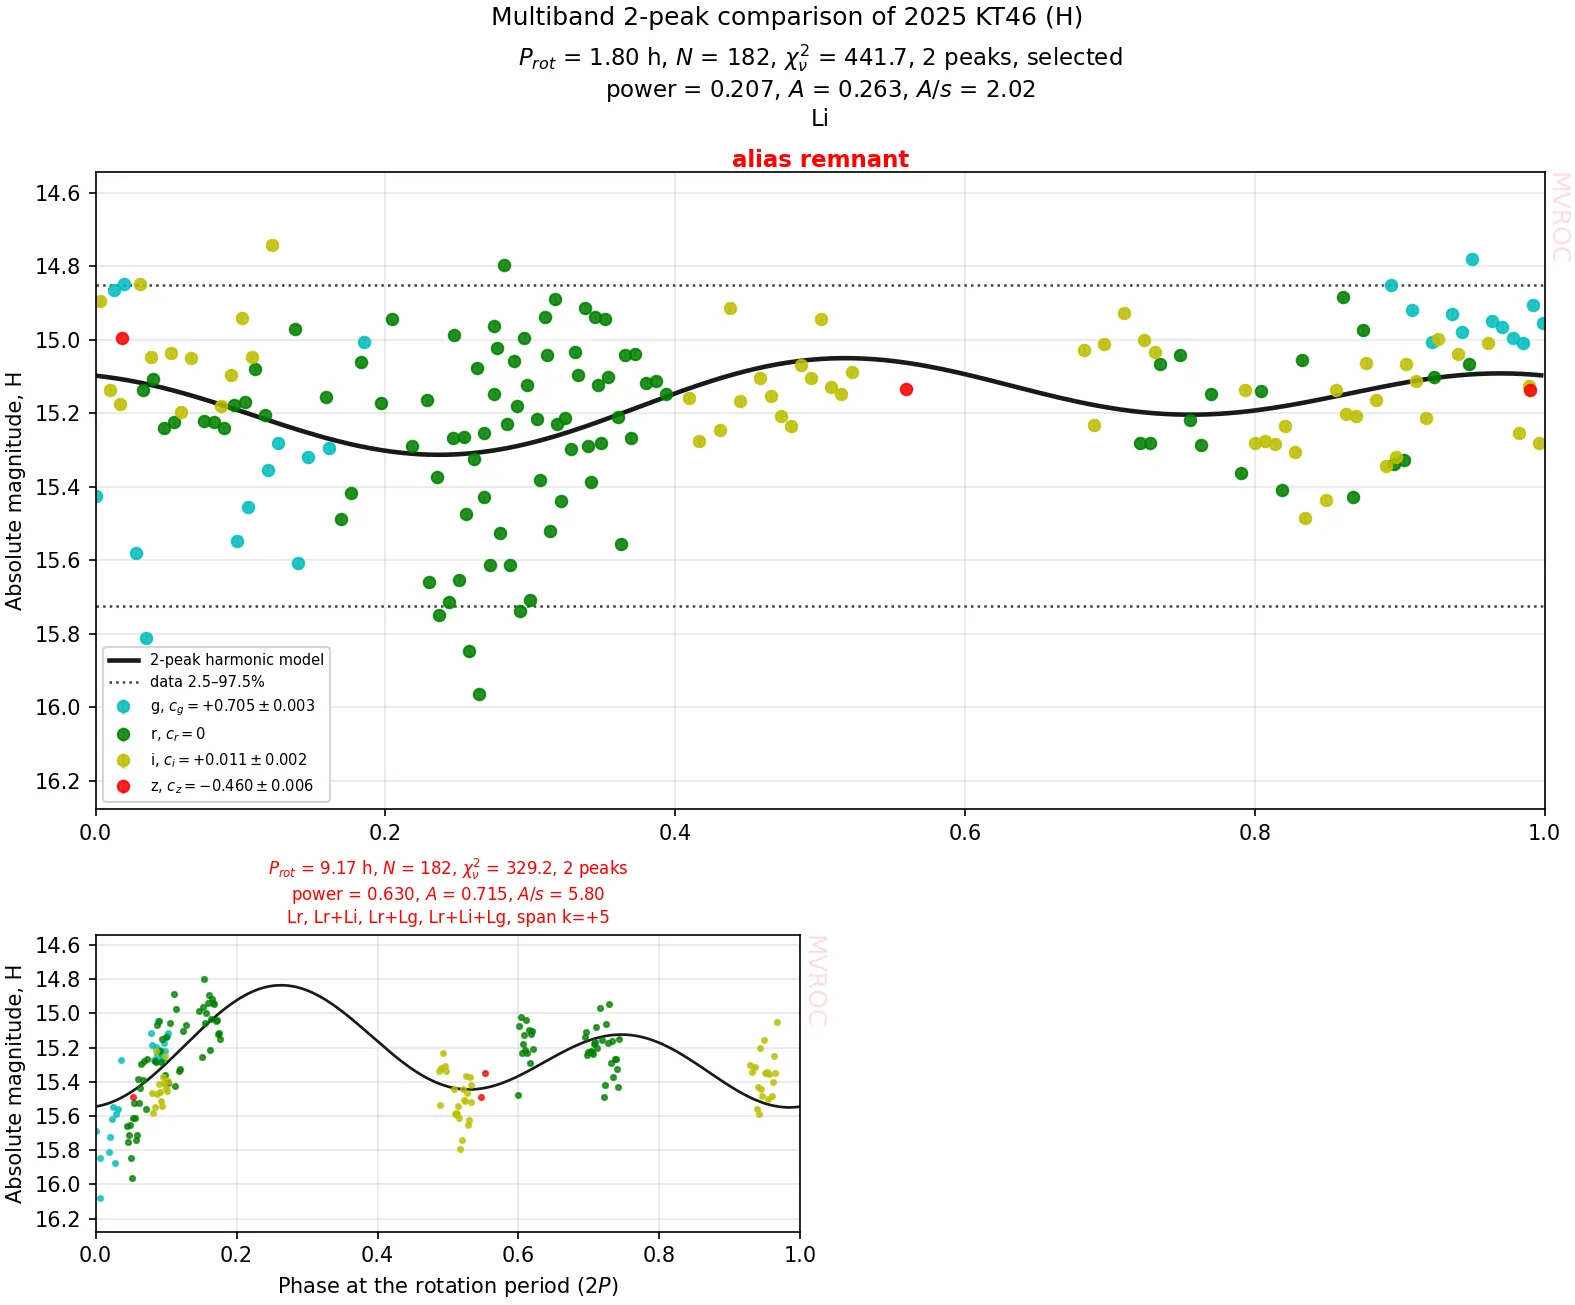 Multiband 2-peak comparison of 2025 KT46 (H)
P_rot = 1.80 h, N = 182, χ²_ν = 441.7, 2 peaks, selected
power = 0.207, A = 0.263, A/s = 2.02
Li
alias remnant
MVROC
Absolute magnitude, H
14.6
14.8
15.0
15.2
15.4
15.6
15.8
16.0
16.2
2-peak harmonic model
data 2.5–97.5%
g, c_g = +0.705 ± 0.003
r, c_r = 0
i, c_i = +0.011 ± 0.002
z, c_z = −0.460 ± 0.006
0.0 0.2 0.4 0.6 0.8 1.0
P_rot = 9.17 h, N = 182, χ²_ν = 329.2, 2 peaks
power = 0.630, A = 0.715, A/s = 5.80
Lr, Lr+Li, Lr+Lg, Lr+Li+Lg, span k=+5
MVROC
Absolute magnitude, H
14.6
14.8
15.0
15.2
15.4
15.6
15.8
16.0
16.2
0.0 0.2 0.4 0.6 0.8 1.0
Phase at the rotation period (2P)